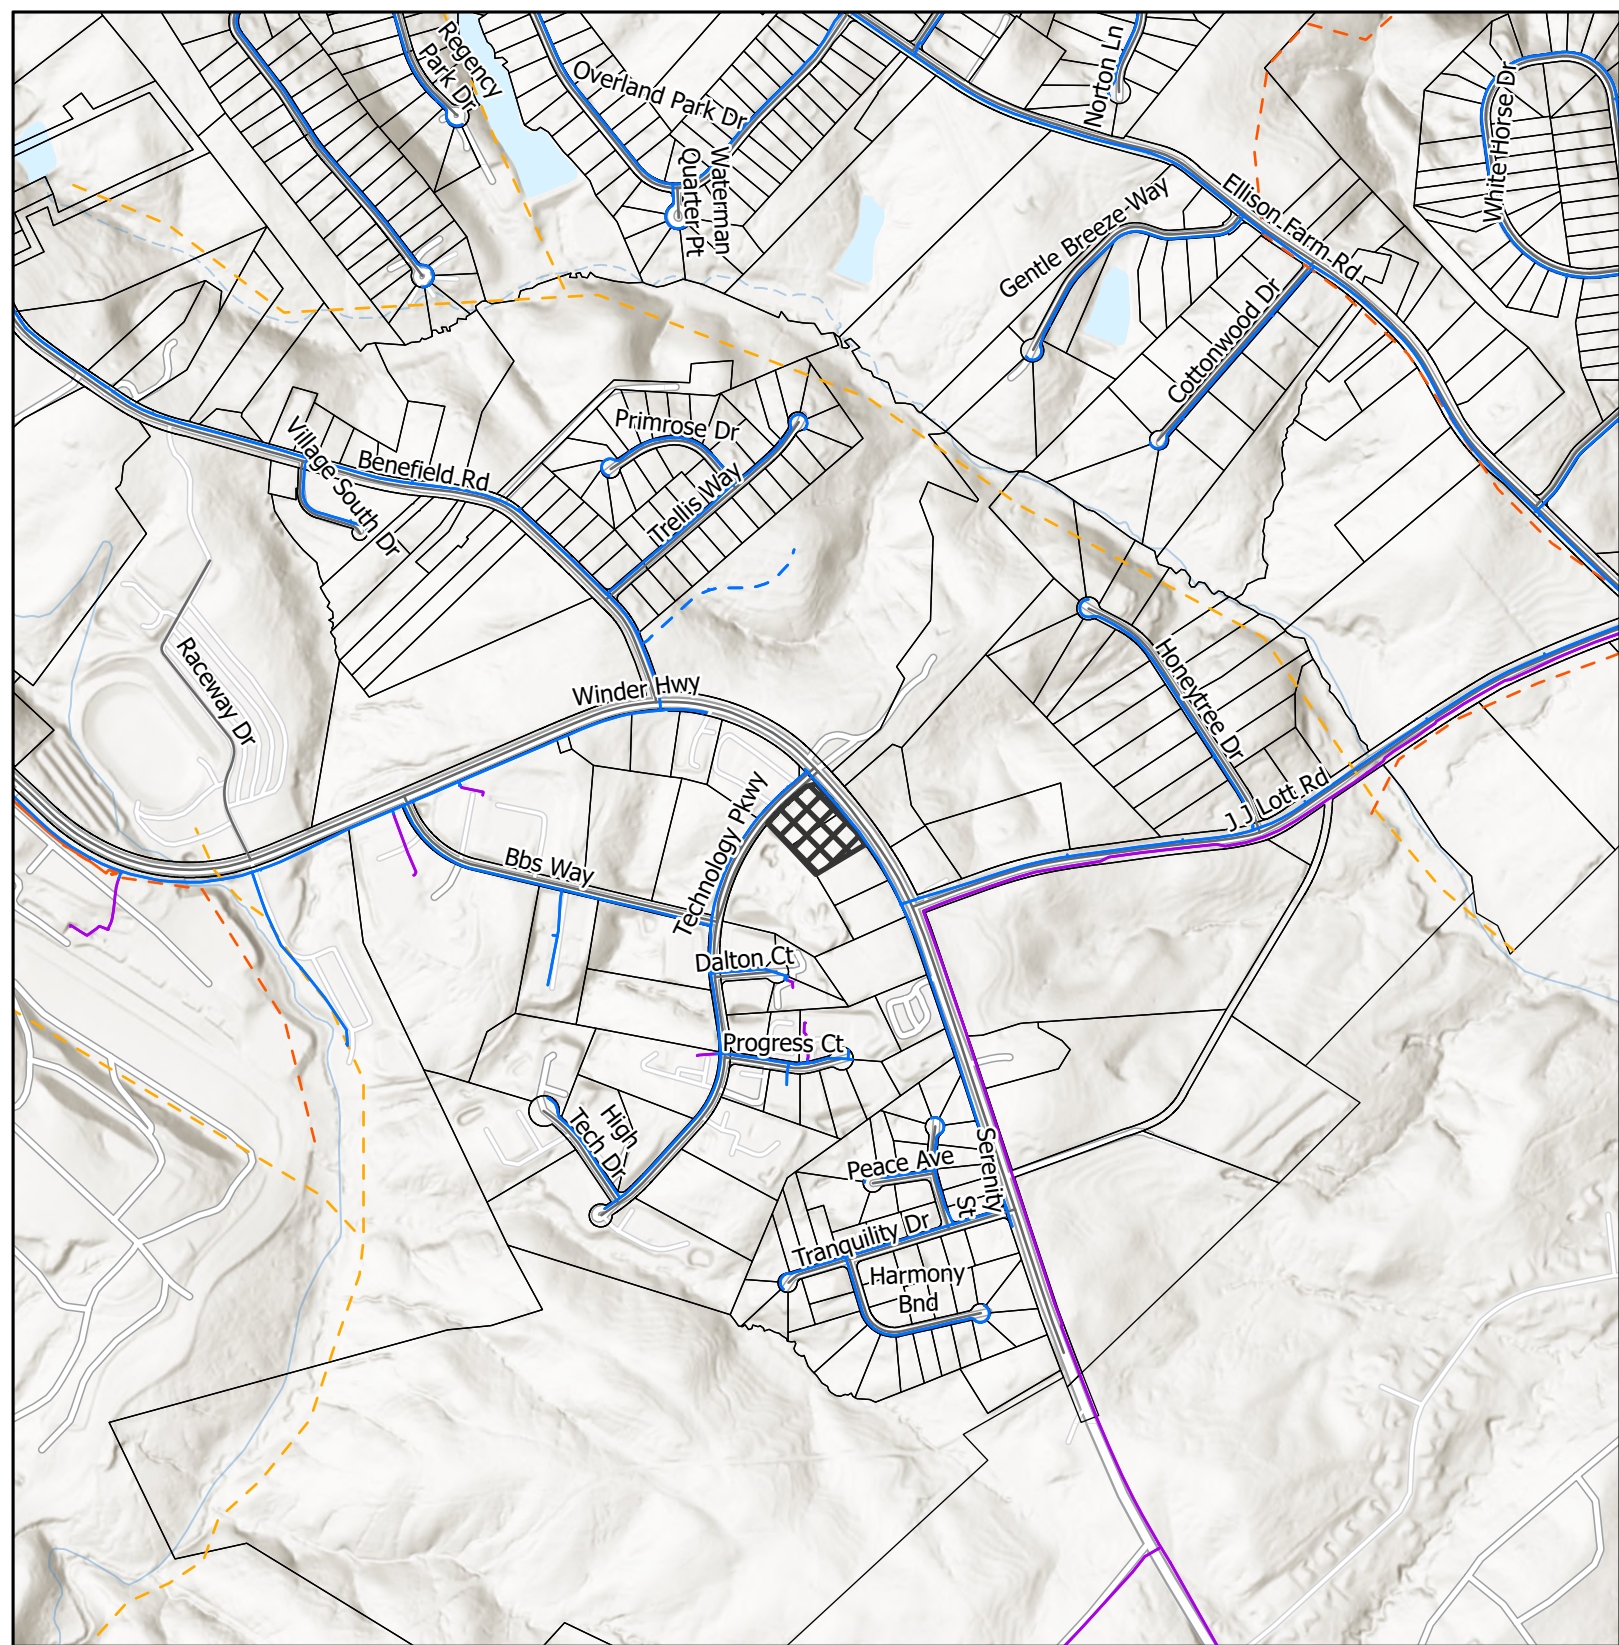 Regency
Park Dr
Overland Park Dr
Norton Ln
White Horse Dr
Waterman
Quarter Pt
Gentle Breeze Way
Ellison Farm Rd
Cottonwood Dr
Primrose Dr
Village South Dr
Benefield Rd
Trellis Way
Raceway Dr
Honeytree Dr
Winder Hwy
Technology Pkwy
J J Lott Rd
Bbs Way
Dalton Ct
Progress Ct
High
Tech Dr
Peace Ave
Serenity
St
Tranquility Dr
Harmony
Bnd